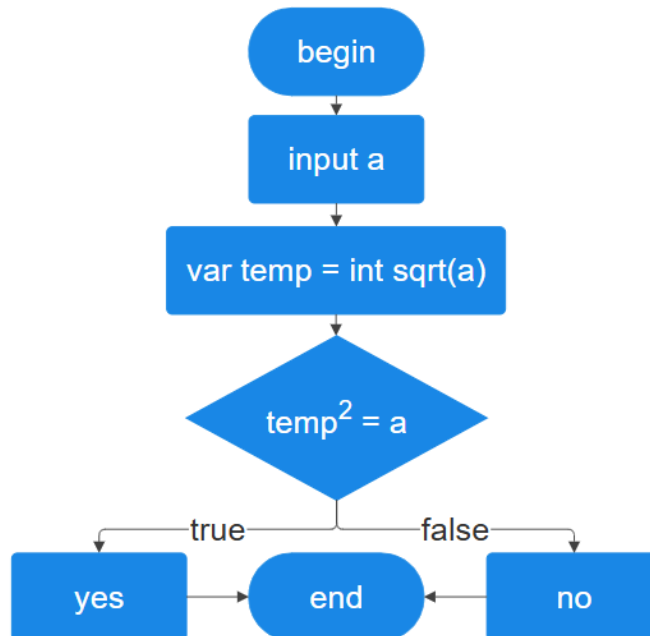 begin
input a
var temp = int sqrt(a)
temp² = a
true
false
yes
end
no